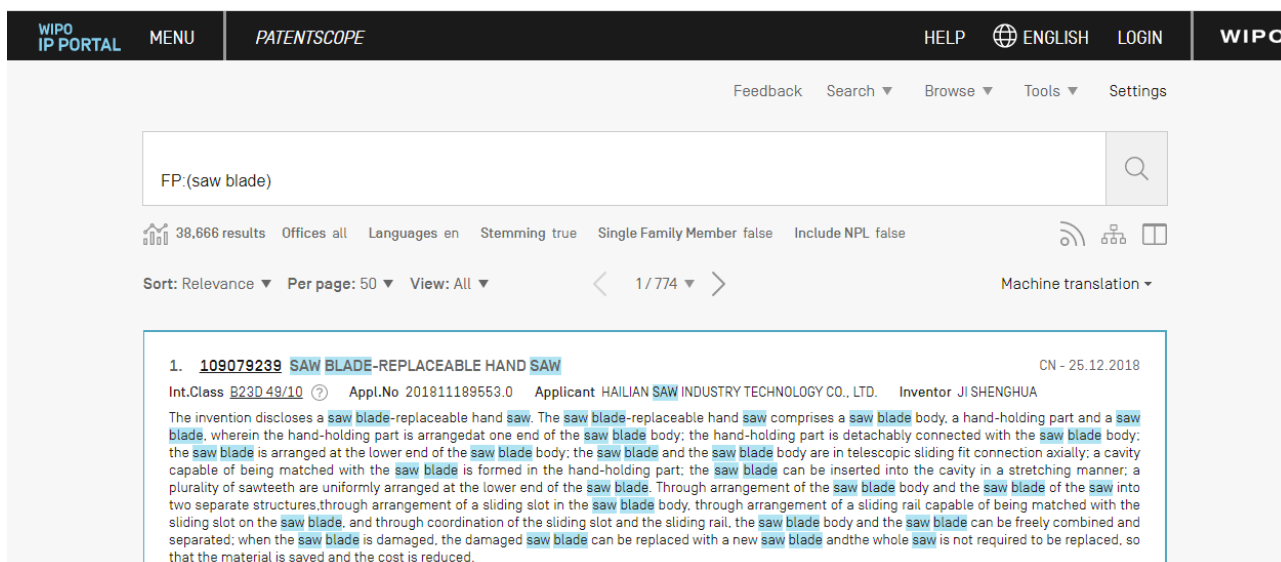 WIPO
IP PORTAL
MENU
PATENTSCOPE
HELP
ENGLISH
LOGIN
WIPO
Feedback Search ▼ Browse ▼ Tools ▼ Settings
FP:(saw blade)
38,666 results Offices all Languages en Stemming true Single Family Member false Include NPL false
Sort: Relevance ▼ Per page: 50 ▼ View: All ▼ 1 / 774 ▼ Machine translation
1. 109079239 SAW BLADE-REPLACEABLE HAND SAW CN - 25.12.2018
Int.Class B23D 49/10 ? Appl.No 201811189553.0 Applicant HAILIAN SAW INDUSTRY TECHNOLOGY CO., LTD. Inventor JI SHENGHUA
The invention discloses a saw blade-replaceable hand saw. The saw blade-replaceable hand saw comprises a saw blade body, a hand-holding part and a saw
blade, wherein the hand-holding part is arrangedat one end of the saw blade body; the hand-holding part is detachably connected with the saw blade body;
the saw blade is arranged at the lower end of the saw blade body; the saw blade and the saw blade body are in telescopic sliding fit connection axially; a cavity
capable of being matched with the saw blade is formed in the hand-holding part; the saw blade can be inserted into the cavity in a stretching manner; a
plurality of sawteeth are uniformly arranged at the lower end of the saw blade. Through arrangement of the saw blade body and the saw blade of the saw into
two separate structures,through arrangement of a sliding slot in the saw blade body, through arrangement of a sliding rail capable of being matched with the
sliding slot on the saw blade, and through coordination of the sliding slot and the sliding rail, the saw blade body and the saw blade can be freely combined and
separated; when the saw blade is damaged, the damaged saw blade can be replaced with a new saw blade andthe whole saw is not required to be replaced, so
that the material is saved and the cost is reduced.